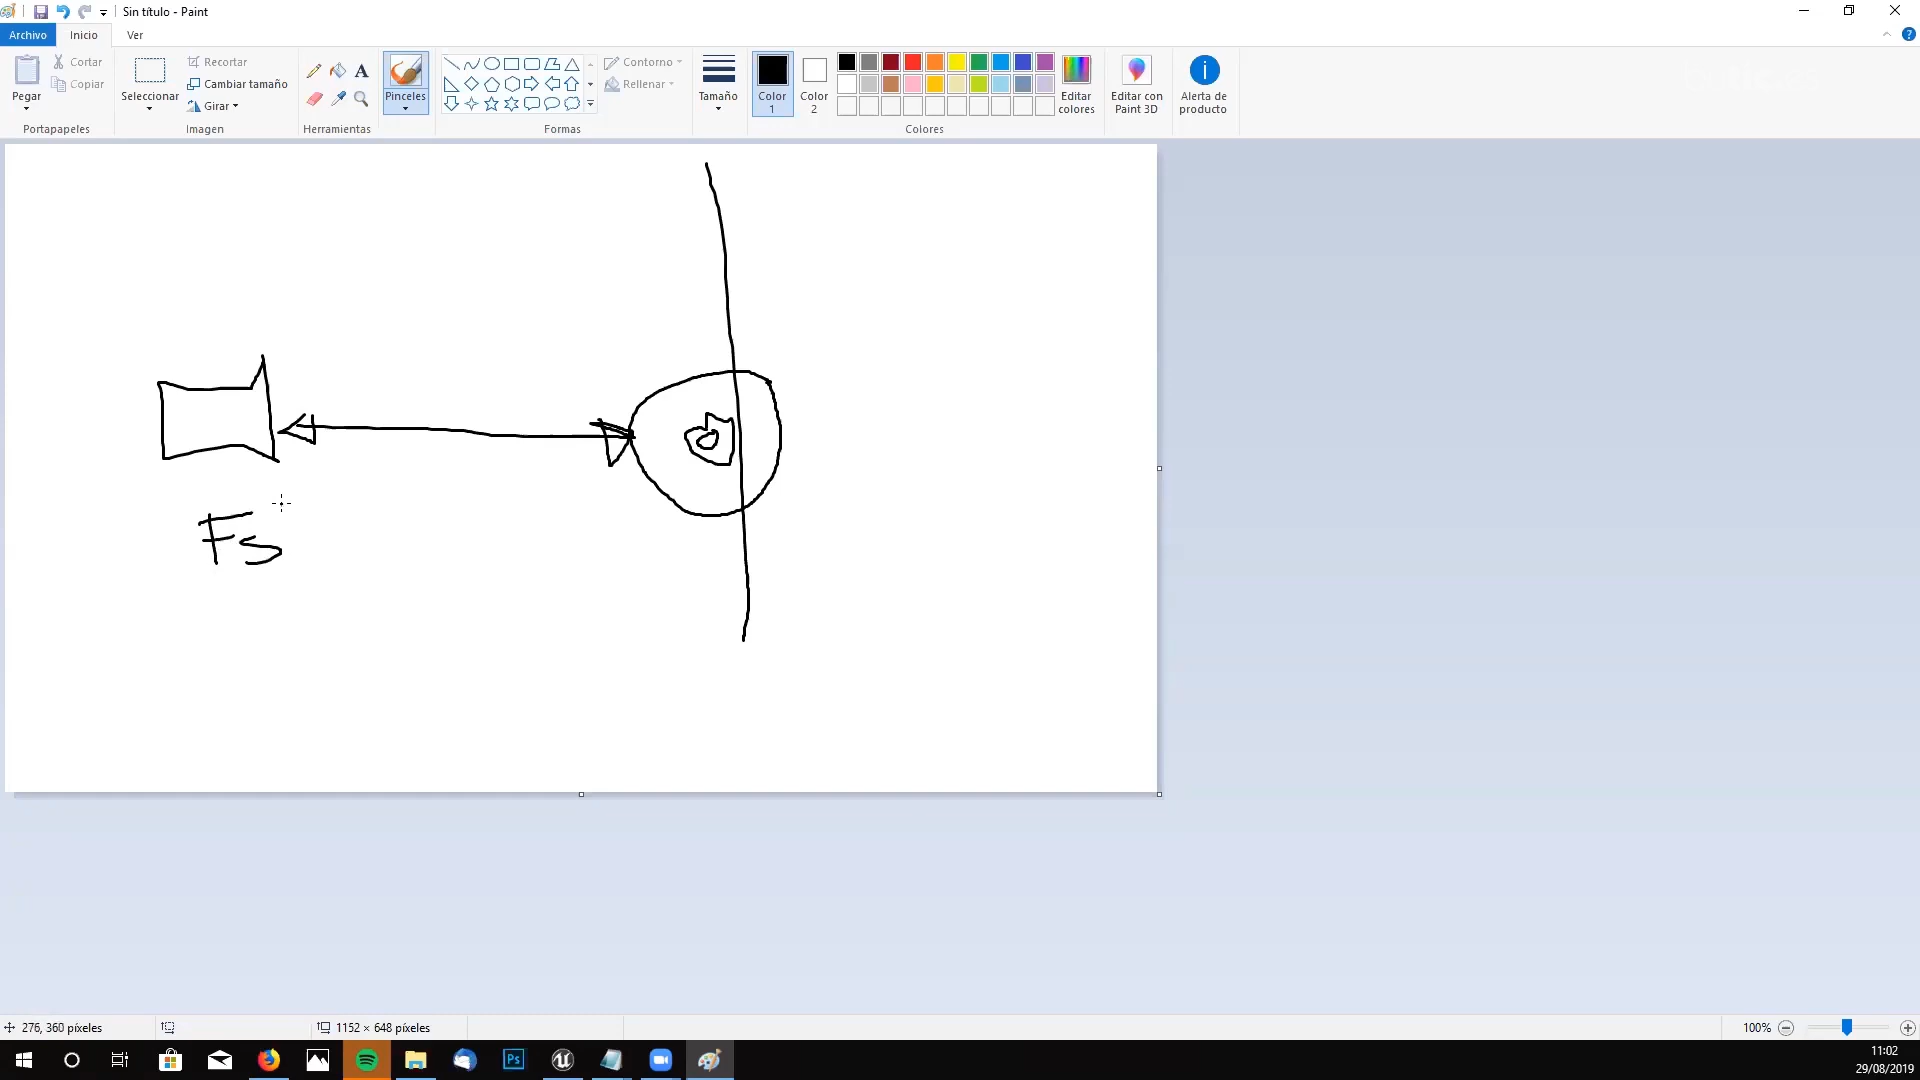 Sin título - Paint
Archivo Inicio Ver
Pegar
Cortar
Copiar
Portapapeles
Seleccionar
Recortar
Cambiar tamaño
Girar
Imagen
A
Herramientas
Pinceles
Formas
Contorno
Rellenar
Tamaño
Color
1
Color
2
Editar
colores
Colores
Editar con
Paint 3D
Alerta de
producto
Fs
276, 360 píxeles
1152 × 648 píxeles
100%
Ps
11:02
29/08/2019